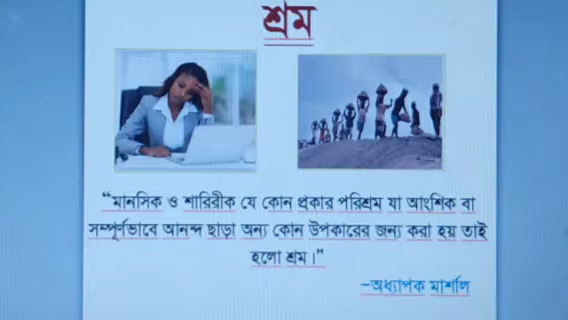 শ্রম
“মানসিক ও শারিরীক যে কোন প্রকার পরিশ্রম যা আংশিক বা
সম্পূর্ণভাবে আনন্দ ছাড়া অন্য কোন উপকারের জন্য করা হয় তাই
হলো শ্রম।”
–অধ্যাপক মার্শাল